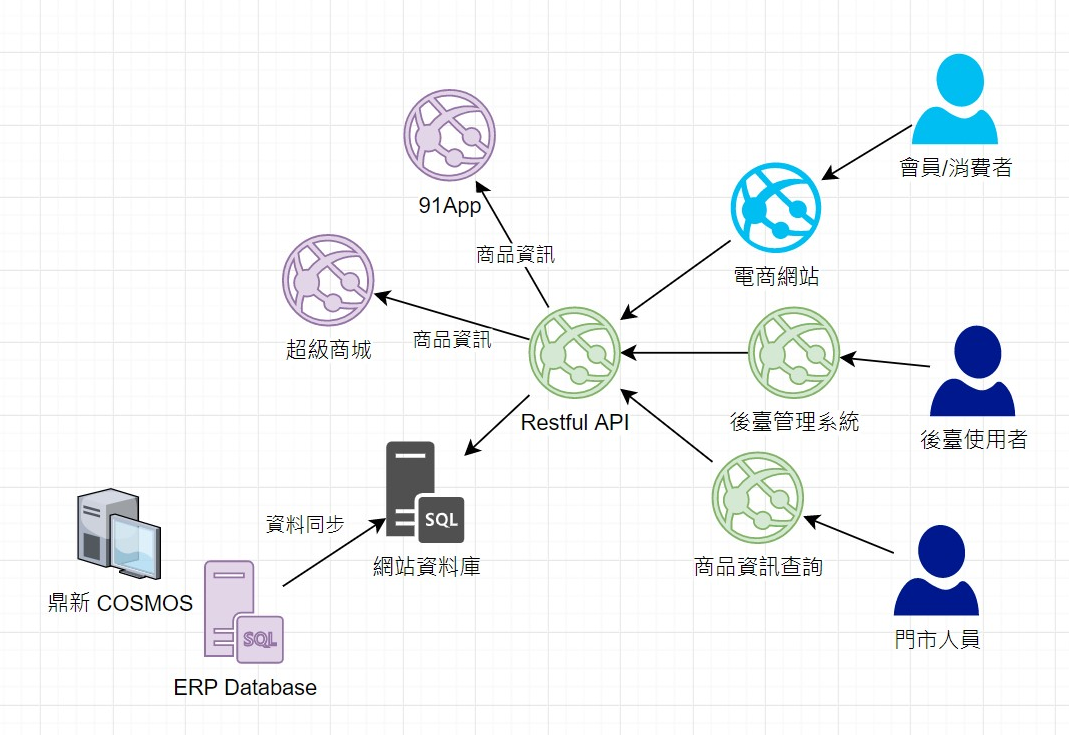 會員/消費者
91App
商品資訊
電商網站
商品資訊
超級商城
Restful API
後臺管理系統
後臺使用者
SQL
資料同步
網站資料庫
商品資訊查詢
鼎新 COSMOS
SQL
門市人員
ERP Database